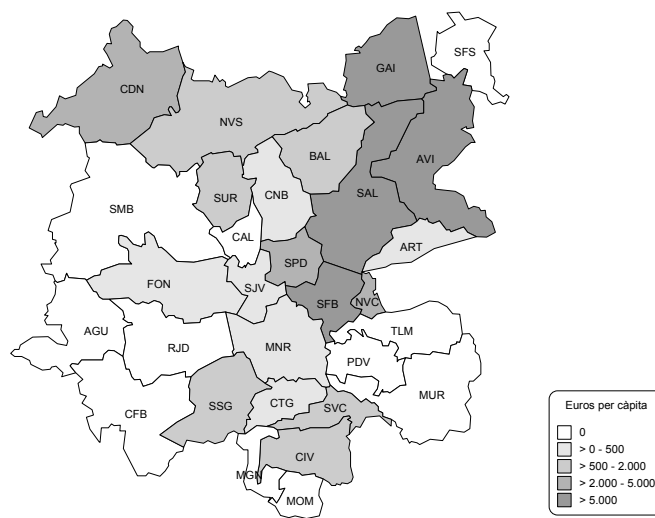 SFS
GAI
CDN
NVS
BAL
AVI
SUR
CNB
SAL
SMB
CAL
ART
SPD
FON
SJV
SFB
NVC
AGU
RJD
MNR
TLM
PDV
MUR
CFB
SSG
CTG
SVC
CIV
MGN
MOM
Euros per càpita
0
> 0 - 500
> 500 - 2.000
> 2.000 - 5.000
> 5.000